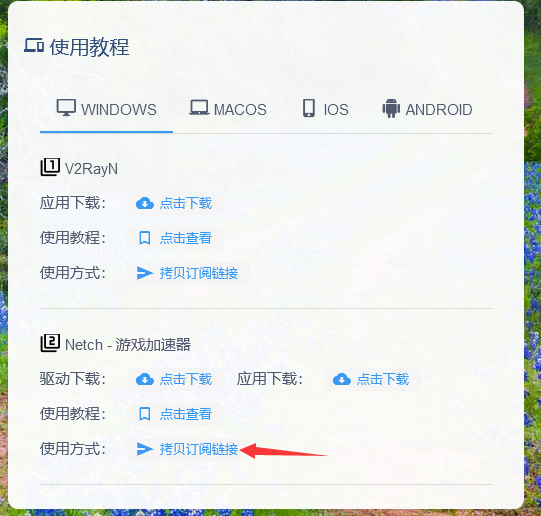 使用教程
WINDOWS MACOS IOS ANDROID
1 V2RayN
应用下载： 点击下载
使用教程： 点击查看
使用方式： 拷贝订阅链接
2 Netch - 游戏加速器
驱动下载： 点击下载 应用下载： 点击下载
使用教程： 点击查看
使用方式： 拷贝订阅链接